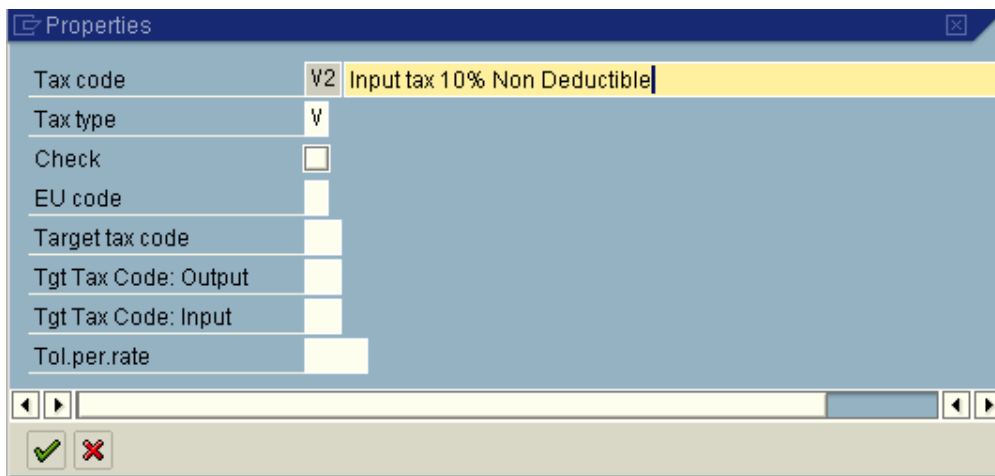 Properties
Tax code V2 Input tax 10% Non Deductible
Tax type V
Check
EU code
Target tax code
Tgt Tax Code: Output
Tgt Tax Code: Input
Tol.per.rate